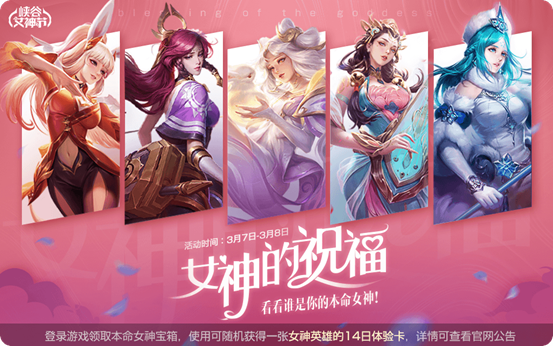 峡谷
女神节
blessing of the goddess
活动时间：3月7日-3月8日
女神的祝福
看看谁是你的本命女神！
登录游戏领取本命女神宝箱，使用可随机获得一张女神英雄的14日体验卡，详情可查看官网公告